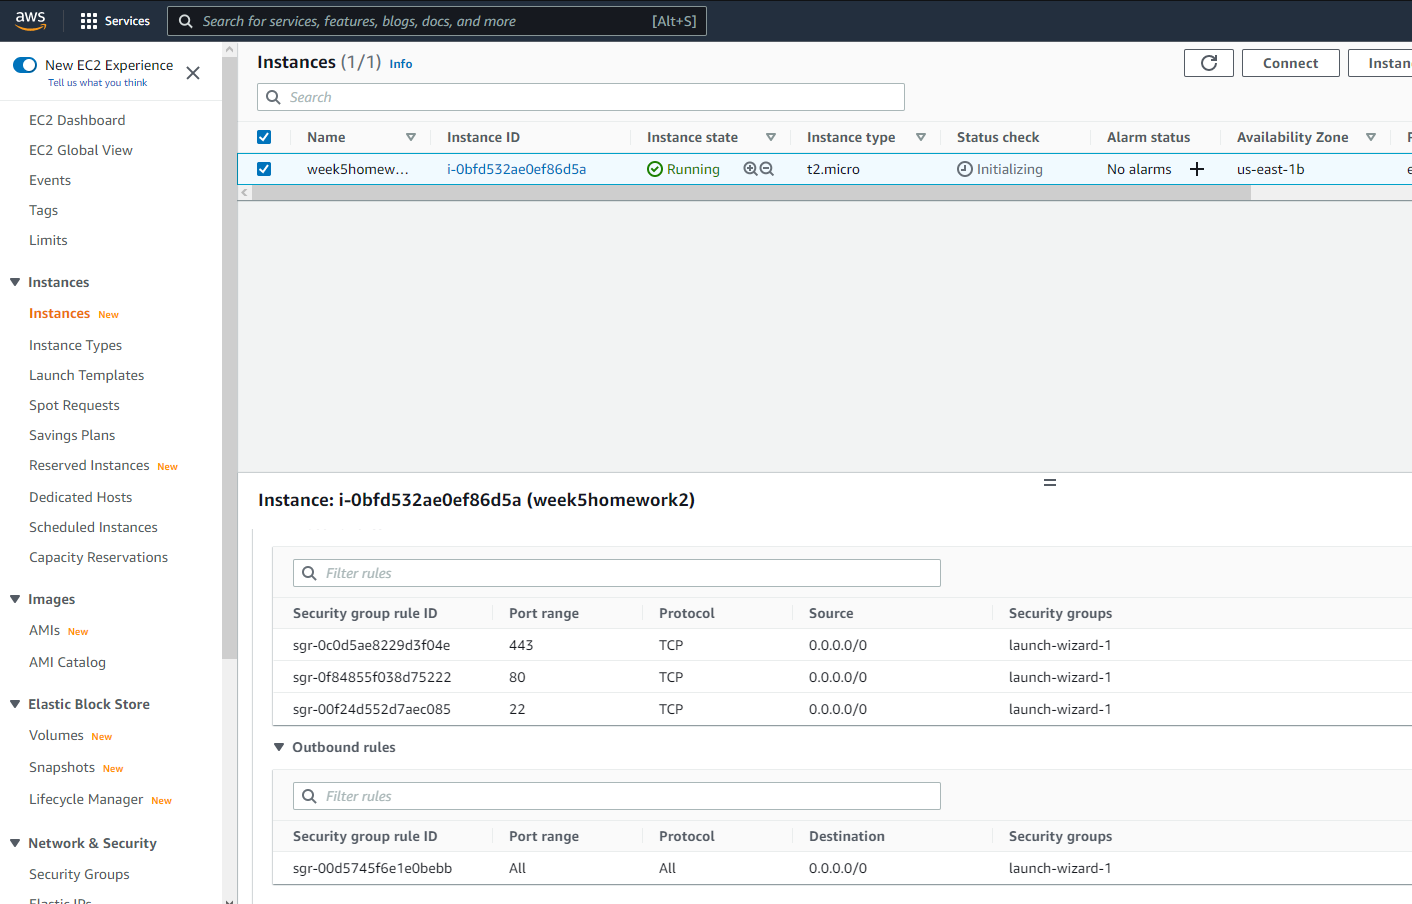 aws Services Search for services, features, blogs, docs, and more [Alt+S]
New EC2 Experience
Tell us what you think
EC2 Dashboard
EC2 Global View
Events
Tags
Limits
Instances
Instances New
Instance Types
Launch Templates
Spot Requests
Savings Plans
Reserved Instances New
Dedicated Hosts
Scheduled Instances
Capacity Reservations
Images
AMIs New
AMI Catalog
Elastic Block Store
Volumes New
Snapshots New
Lifecycle Manager New
Network & Security
Security Groups
Elastic IPs
Instances (1/1) Info
Connect
Instan
Search
Name Instance ID Instance state Instance type Status check Alarm status Availability Zone
week5homew... i-0bfd532ae0ef86d5a Running t2.micro Initializing No alarms us-east-1b
Instance: i-0bfd532ae0ef86d5a (week5homework2)
Filter rules
Security group rule ID Port range Protocol Source Security groups
sgr-0c0d5ae8229d3f04e 443 TCP 0.0.0.0/0 launch-wizard-1
sgr-0f84855f038d75222 80 TCP 0.0.0.0/0 launch-wizard-1
sgr-00f24d552d7aec085 22 TCP 0.0.0.0/0 launch-wizard-1
Outbound rules
Filter rules
Security group rule ID Port range Protocol Destination Security groups
sgr-00d5745f6e1e0bebb All All 0.0.0.0/0 launch-wizard-1